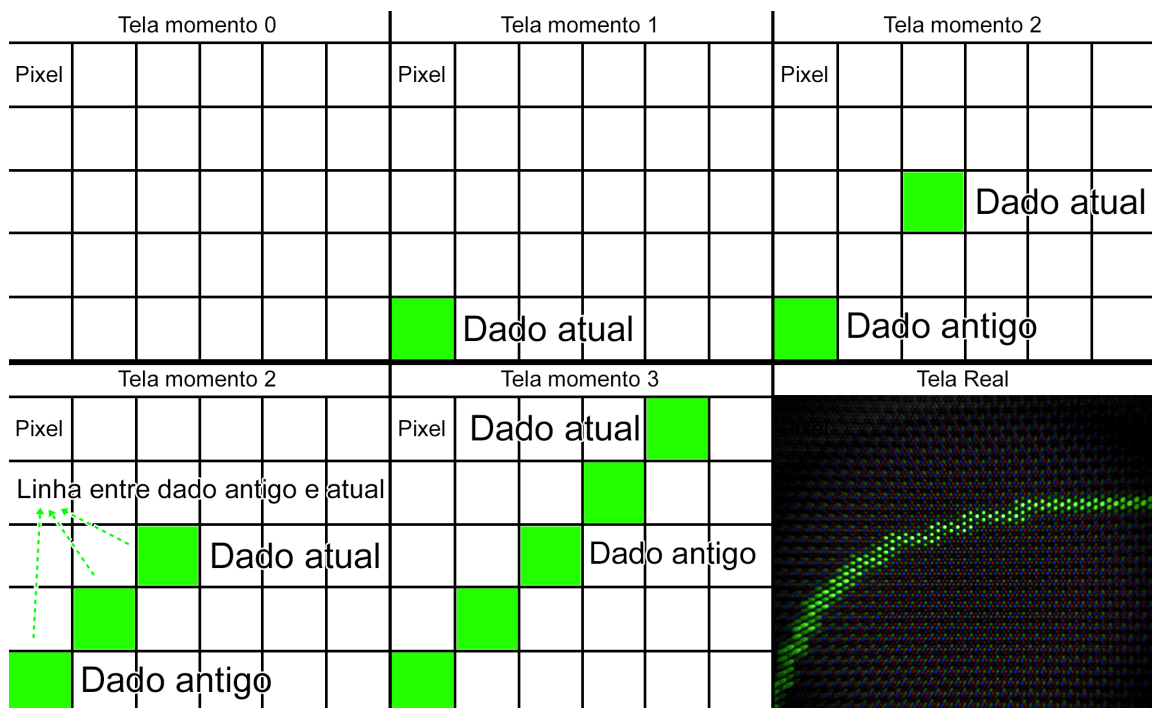 Tela momento 0
Tela momento 1
Tela momento 2
Pixel
Pixel
Pixel
Dado atual
Dado atual
Dado antigo
Tela momento 2
Tela momento 3
Tela Real
Pixel
Pixel
Dado atual
Linha entre dado antigo e atual
Dado atual
Dado antigo
Dado antigo